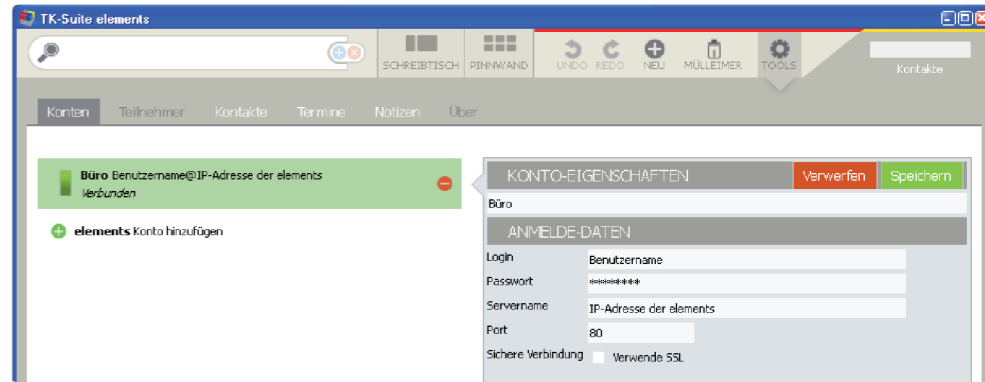 TK-Suite elements
SCHREIBTISCH PINNWAND UNDO REDO NEU MÜLLEIMER TOOLS
Kontakte
Konten Teilnehmer Kontakte Termine Notizen Über
Büro Benutzername@IP-Adresse der elements
Verbunden
elements Konto hinzufügen
KONTO-EIGENSCHAFTEN Verwerfen Speichern
Büro
ANMELDE-DATEN
Login Benutzername
Passwort ********
Servername IP-Adresse der elements
Port 80
Sichere Verbindung Verwende SSL